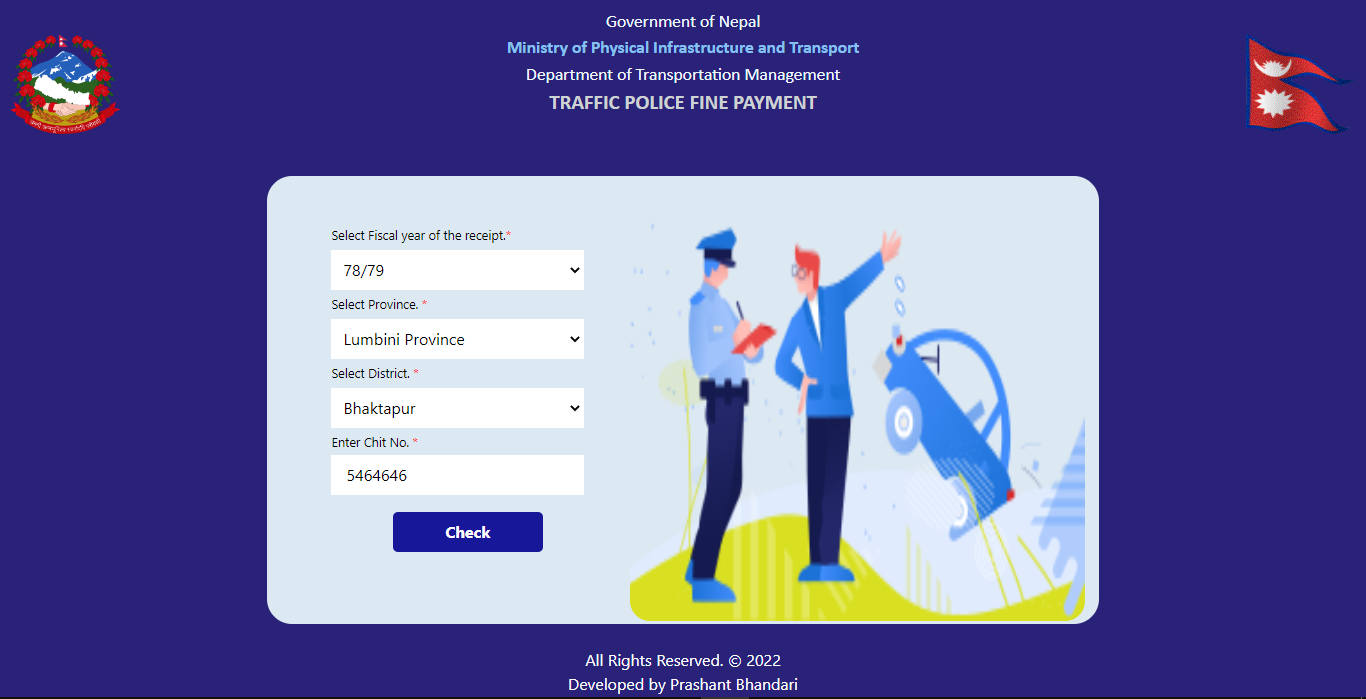 Government of Nepal
Ministry of Physical Infrastructure and Transport
Department of Transportation Management
TRAFFIC POLICE FINE PAYMENT
Select Fiscal year of the receipt.*
78/79
Select Province. *
Lumbini Province
Select District. *
Bhaktapur
Enter Chit No. *
5464646
Check
All Rights Reserved. © 2022
Developed by Prashant Bhandari